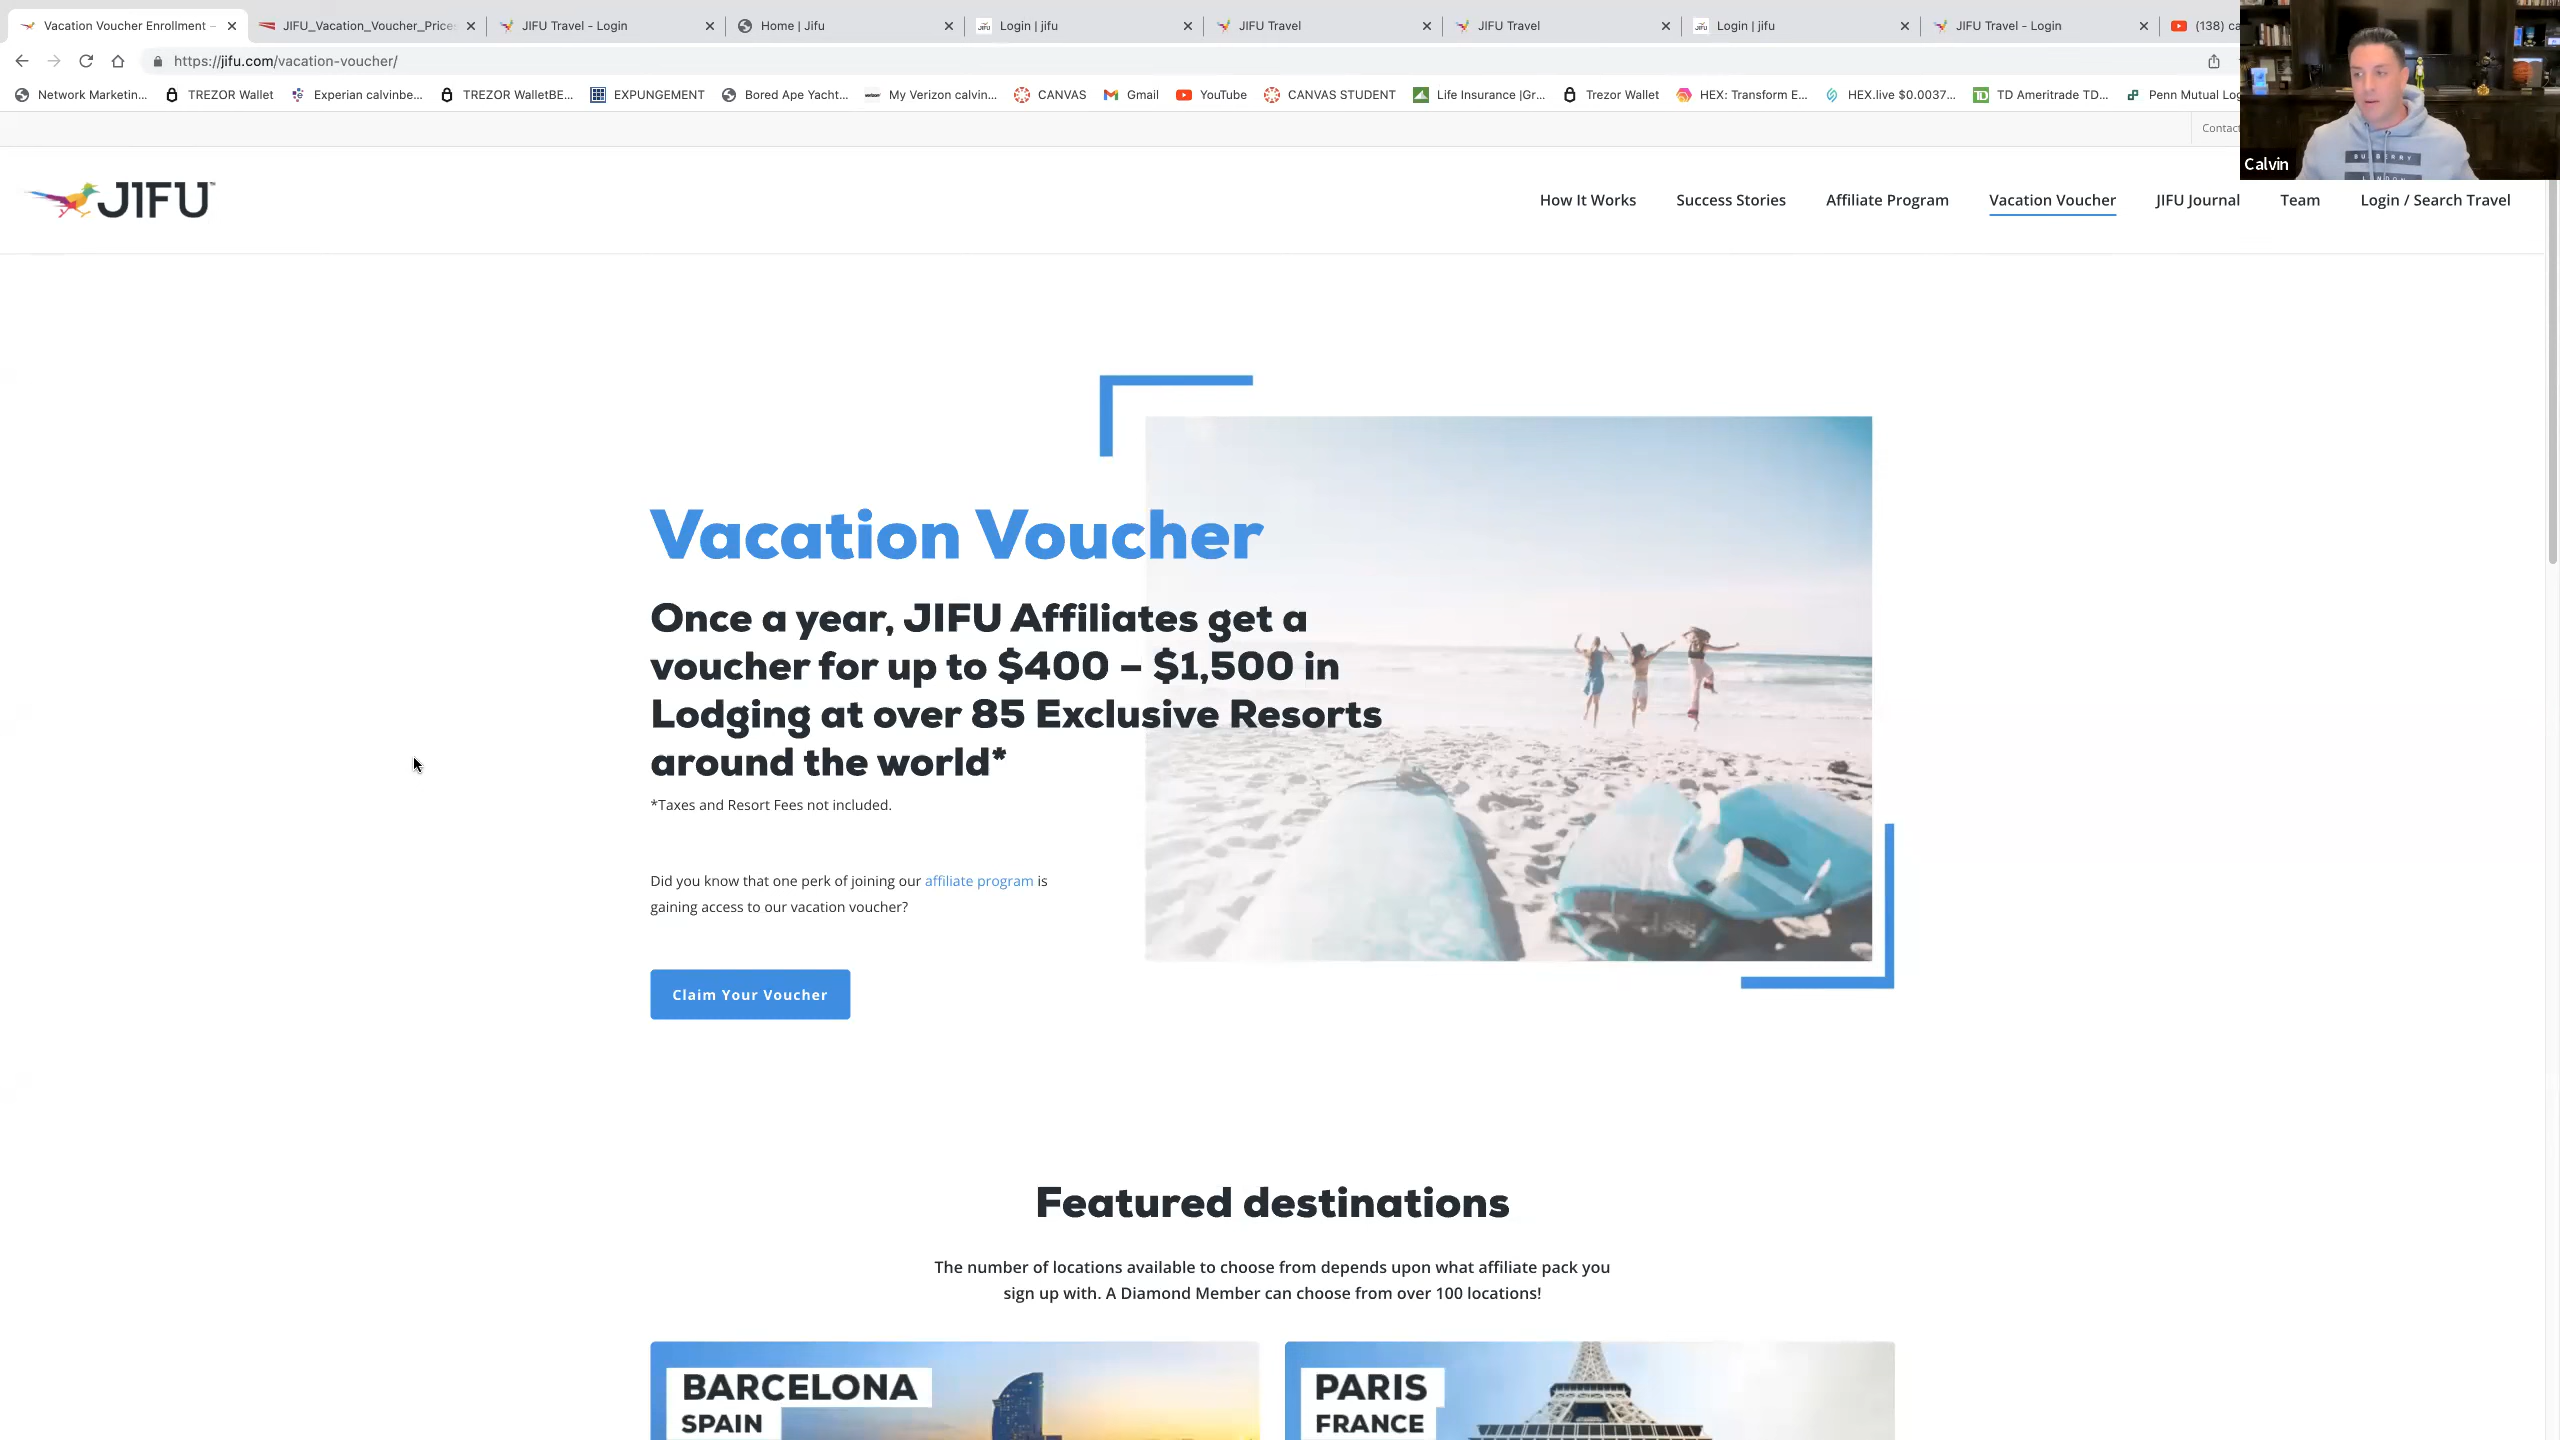 Vacation Voucher Enrollment –
JIFU_Vacation_Voucher_Price
JIFU Travel - Login
Home | Jifu
Login | jifu
JIFU Travel
JIFU Travel
Login | jifu
JIFU Travel - Login
(138) ca
https://jifu.com/vacation-voucher/
Network Marketin...
TREZOR Wallet
Experian calvinbe...
TREZOR WalletBE...
EXPUNGEMENT
Bored Ape Yacht...
My Verizon calvin...
CANVAS
Gmail
YouTube
CANVAS STUDENT
Life Insurance |Gr...
Trezor Wallet
HEX: Transform E...
HEX.live $0.0037...
TD Ameritrade TD...
Penn Mutual Log
Contact
Calvin
JIFU™
How It Works
Success Stories
Affiliate Program
Vacation Voucher
JIFU Journal
Team
Login / Search Travel
Vacation Voucher
Once a year, JIFU Affiliates get a
voucher for up to $400 – $1,500 in
Lodging at over 85 Exclusive Resorts
around the world*
*Taxes and Resort Fees not included.
Did you know that one perk of joining our affiliate program is
gaining access to our vacation voucher?
Claim Your Voucher
Featured destinations
The number of locations available to choose from depends upon what affiliate pack you
sign up with. A Diamond Member can choose from over 100 locations!
BARCELONA
SPAIN
PARIS
FRANCE